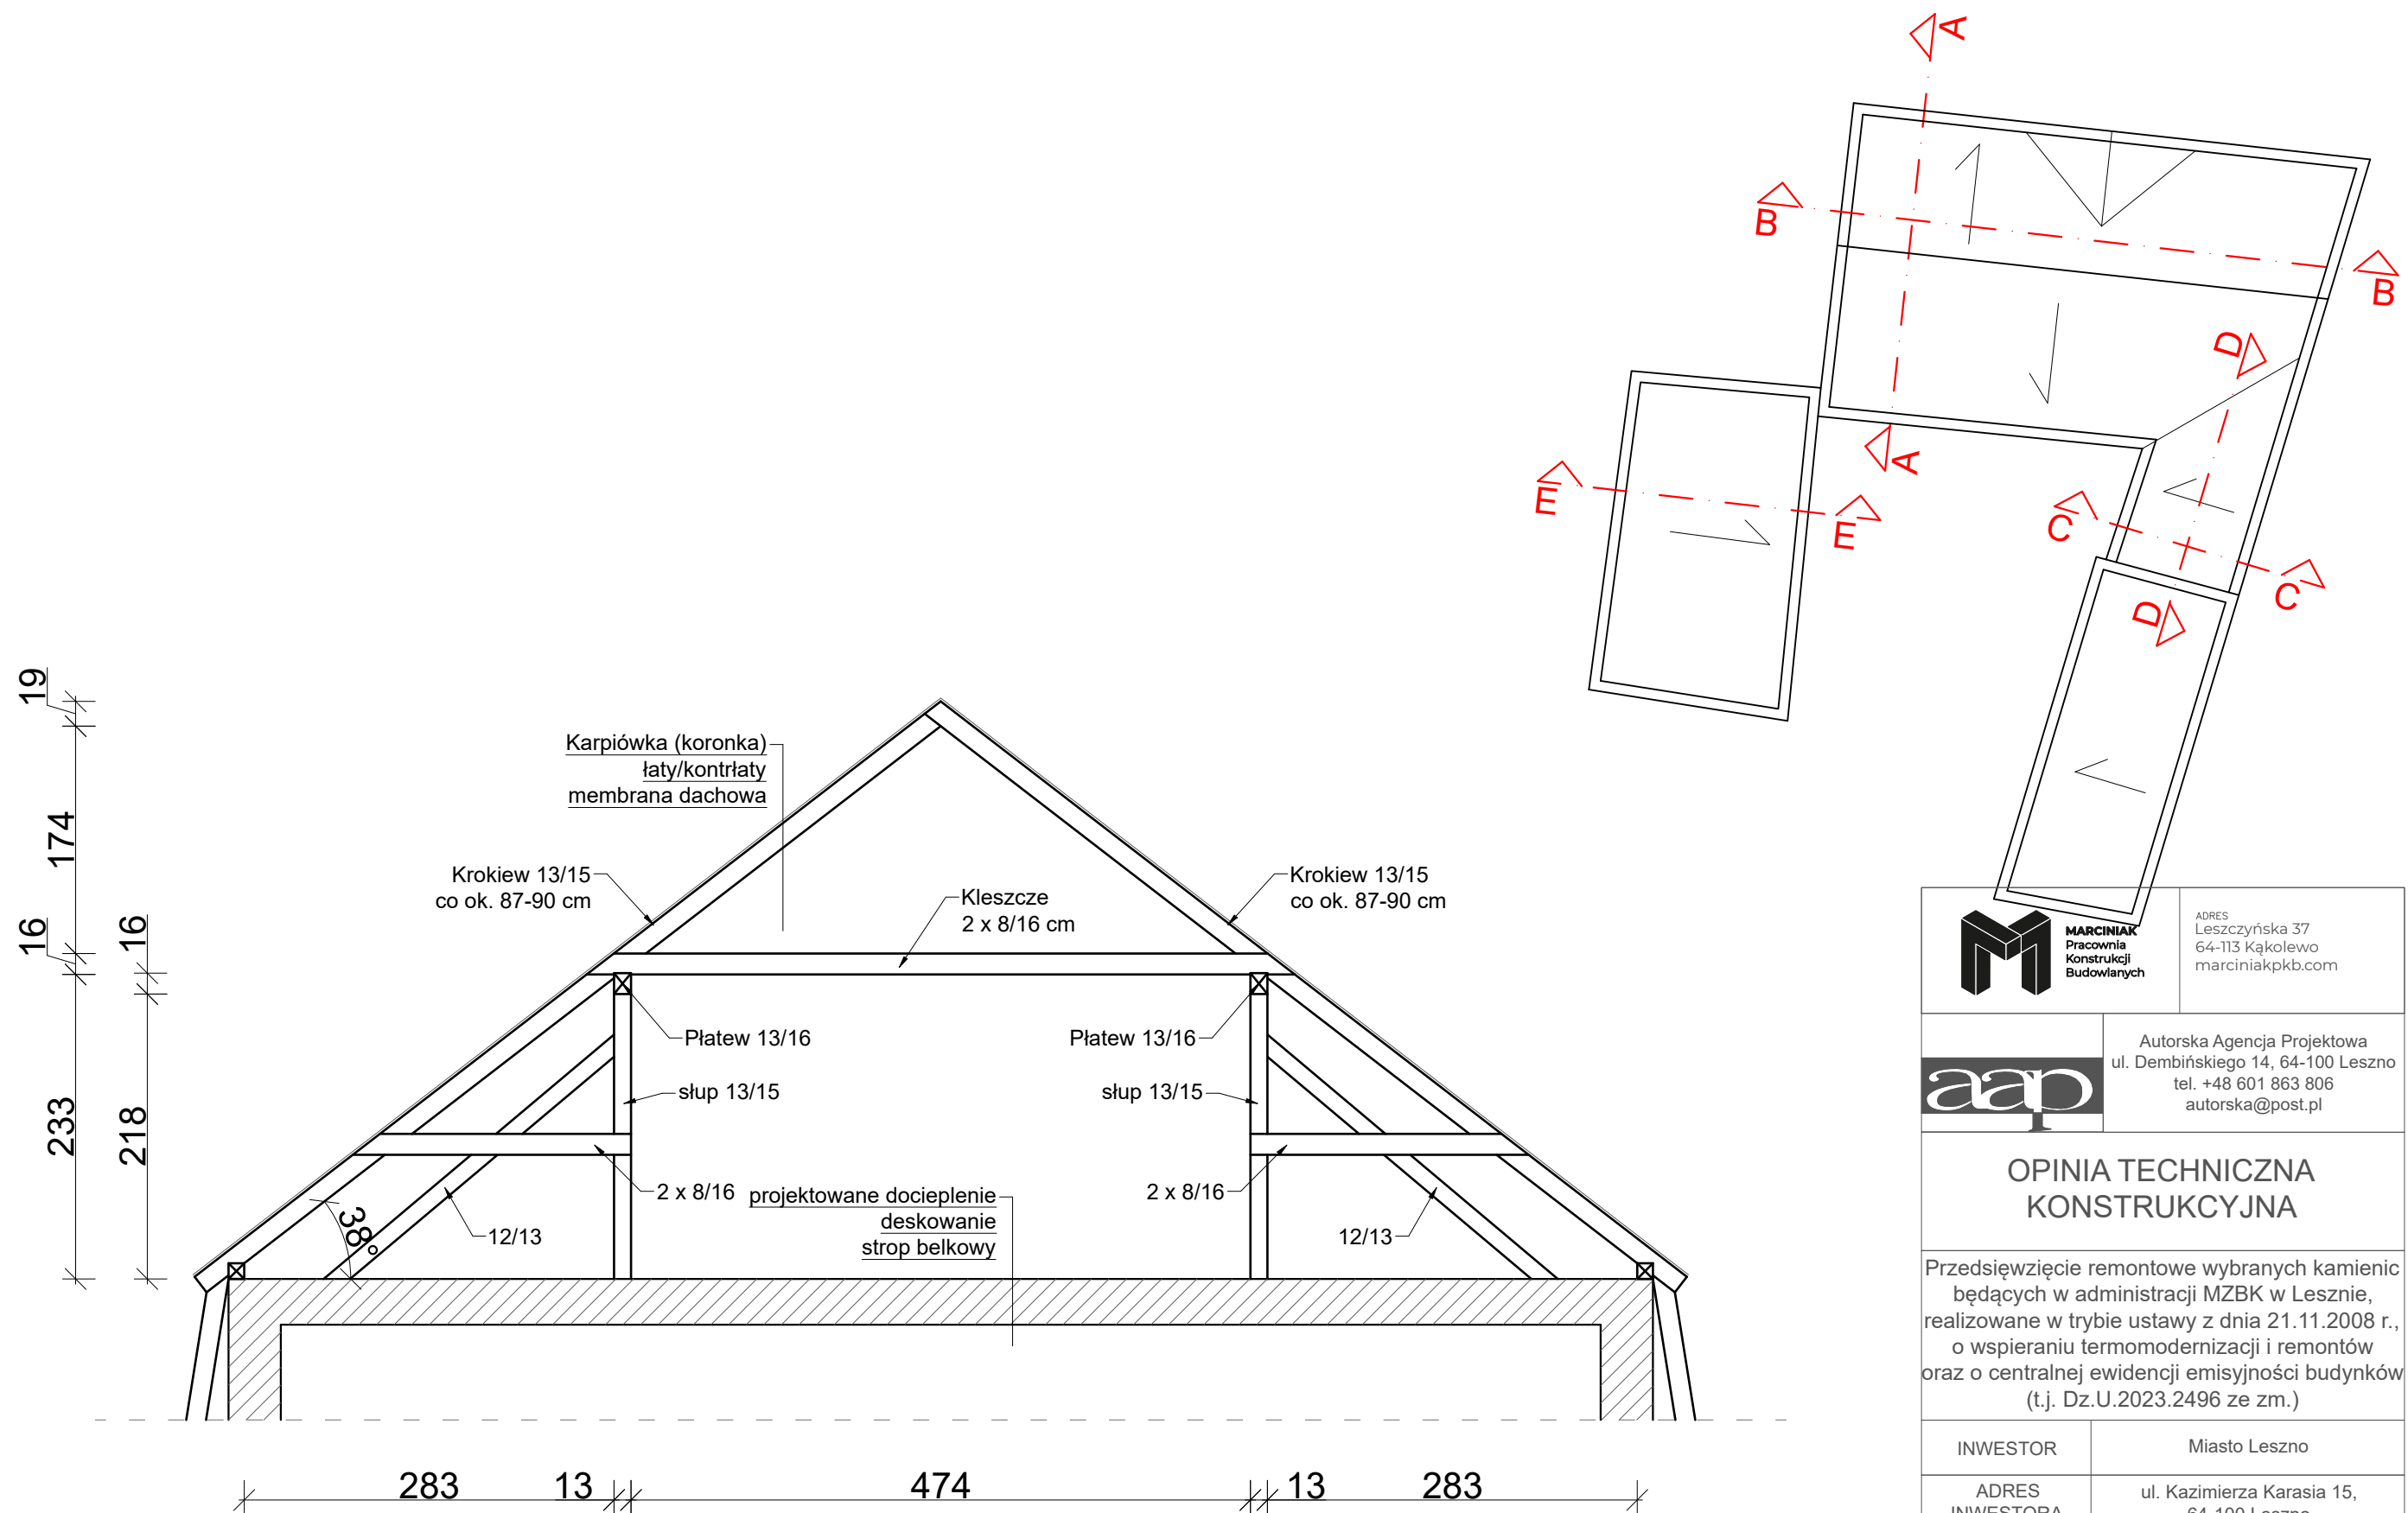 A
B
B
D
A
E
E
C
C
D
19
174
16
16
233
218
Karpiówka (koronka)
łaty/kontrłaty
membrana dachowa
Krokiew 13/15
co ok. 87-90 cm
Kleszcze
2 x 8/16 cm
Krokiew 13/15
co ok. 87-90 cm
Płatew 13/16
Płatew 13/16
słup 13/15
słup 13/15
2 x 8/16
2 x 8/16
projektowane docieplenie
deskowanie
strop belkowy
38°
12/13
12/13
283
13
474
13
283
MARCINIAK
Pracownia
Konstrukcji
Budowlanych
ADRES
Leszczyńska 37
64-113 Kąkolewo
marciniakpkb.com
aap
Autorska Agencja Projektowa
ul. Dembińskiego 14, 64-100 Leszno
tel. +48 601 863 806
autorska@post.pl
OPINIA TECHNICZNA
KONSTRUKCYJNA
Przedsięwzięcie remontowe wybranych kamienic
będących w administracji MZBK w Lesznie,
realizowane w trybie ustawy z dnia 21.11.2008 r.,
o wspieraniu termomodernizacji i remontów
oraz o centralnej ewidencji emisyjności budynków
(t.j. Dz.U.2023.2496 ze zm.)
INWESTOR
Miasto Leszno
ADRES
INWESTORA
ul. Kazimierza Karasia 15,
64-100 Leszno